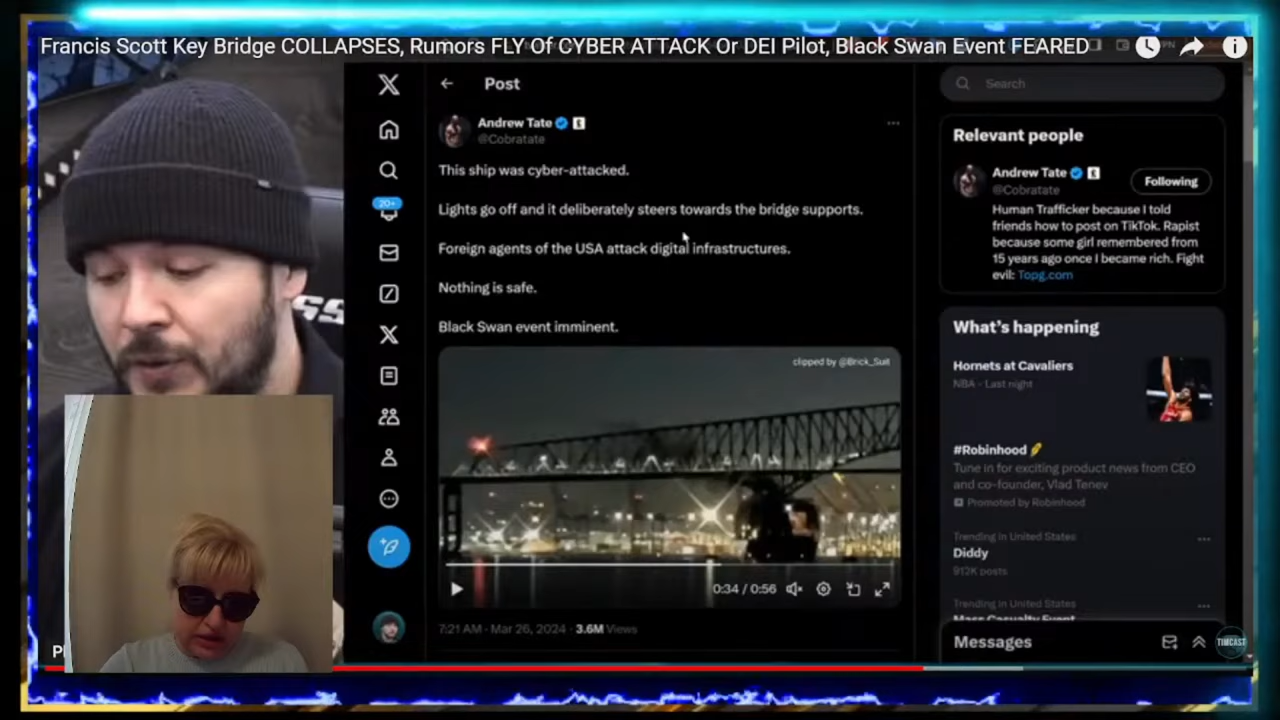 Francis Scott Key Bridge COLLAPSES, Rumors FLY Of CYBER ATTACK Or DEI Pilot, Black Swan Event FEARED
Post
Search
Andrew Tate
@Cobratate
This ship was cyber-attacked.
Lights go off and it deliberately steers towards the bridge supports.
Foreign agents of the USA attack digital infrastructures.
Nothing is safe.
Black Swan event imminent.
clipped by @Brick_Suit
0:34 / 0:56
7:21 AM · Mar 26, 2024 · 3.6M Views
20+
Relevant people
Andrew Tate
@Cobratate
Following
Human Trafficker because I told
friends how to post on TikTok. Rapist
because some girl remembered from
15 years ago once I became rich. Fight
evil: Topg.com
What's happening
Hornets at Cavaliers
NBA · Last night
#Robinhood
Tune in for exciting product news from CEO
and co-founder, Vlad Tenev
Promoted by Robinhood
Trending in United States
Diddy
912K posts
Trending in United States
Mass Casualty Event
Messages
TIMCAST